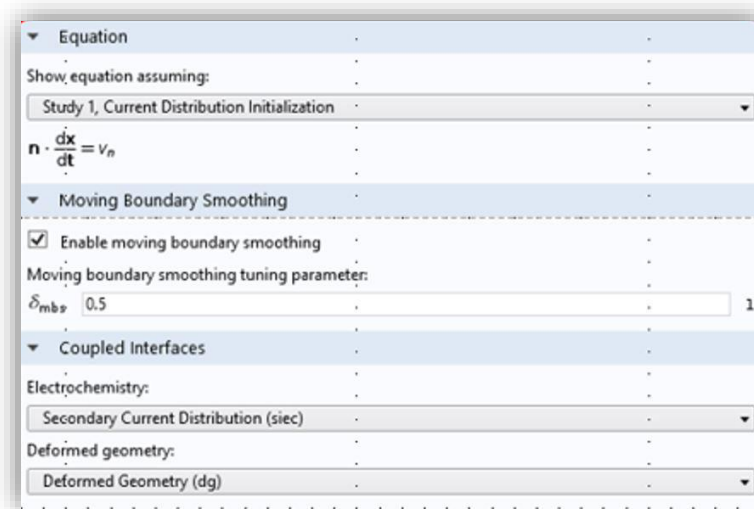 Equation
Show equation assuming:
Study 1, Current Distribution Initialization
n · dx/dt = vₙ
Moving Boundary Smoothing
Enable moving boundary smoothing
Moving boundary smoothing tuning parameter:
δmbs 0.5 1
Coupled Interfaces
Electrochemistry:
Secondary Current Distribution (siec)
Deformed geometry:
Deformed Geometry (dg)